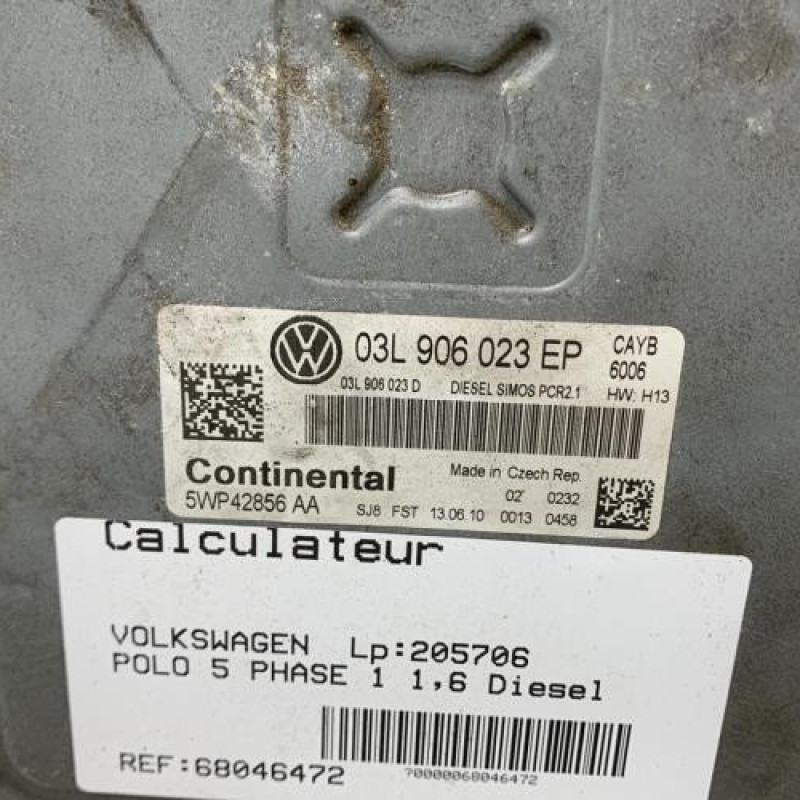 03L 906 023 EP
CAYB
6006
03L 906 023 D DIESEL SIMOS PCR2.1 HW: H13
Continental
Made in Czech Rep.
02' 0232
5WP42856 AA
SJ8 FST 13.06.10 0013 0458
Calculateur
VOLKSWAGEN Lp:205706
POLO 5 PHASE 1 1,6 Diesel
REF:68046472
70000068046472